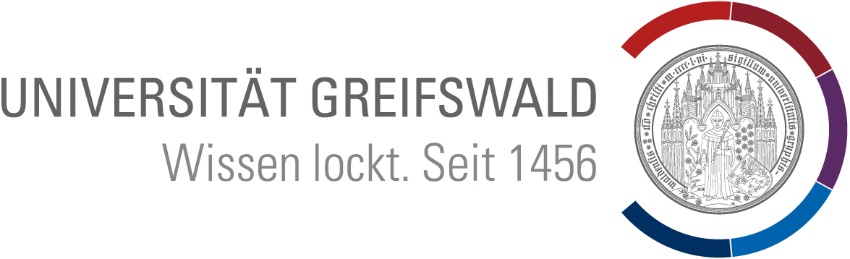 UNIVERSITÄT GREIFSWALD
Wissen lockt. Seit 1456